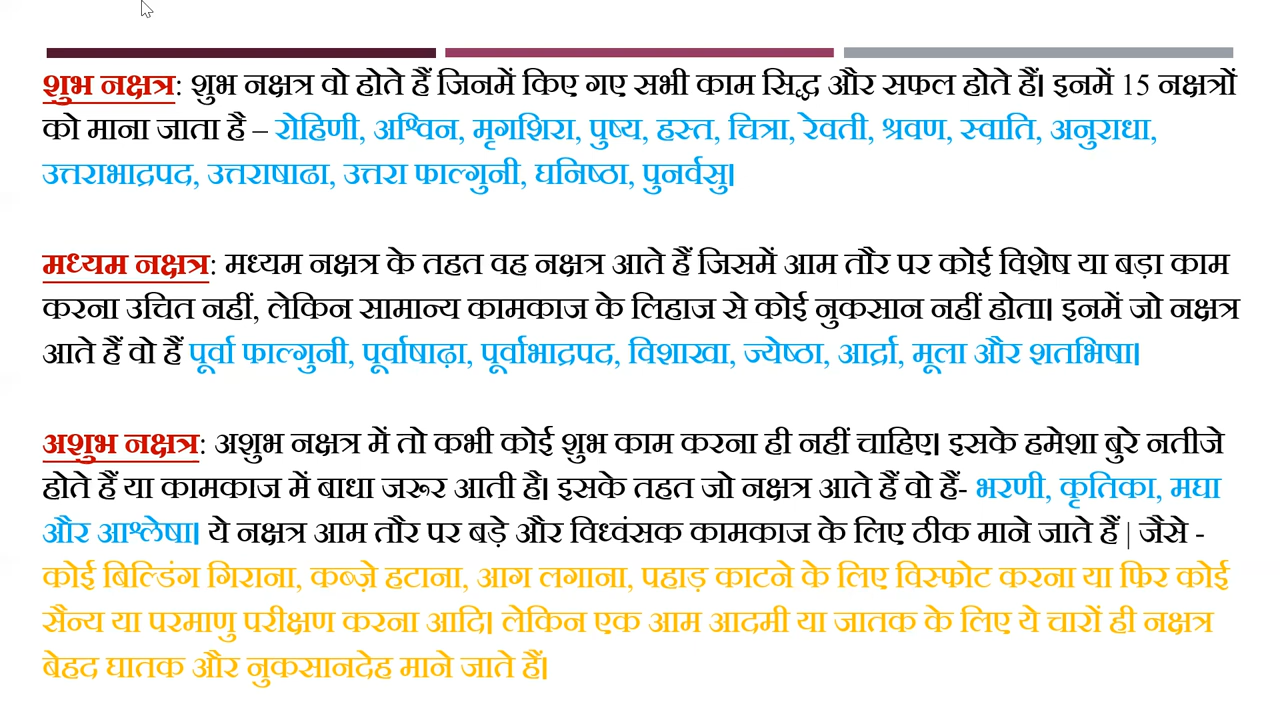 शुभ नक्षत्र: शुभ नक्षत्र वो होते हैं जिनमें किए गए सभी काम सिद्ध और सफल होते हैं। इनमें 15 नक्षत्रों
को माना जाता है – रोहिणी, अश्विन, मृगशिरा, पुष्य, हस्त, चित्रा, रेवती, श्रवण, स्वाति, अनुराधा,
उत्तराभाद्रपद, उत्तराषाढा, उत्तरा फाल्गुनी, घनिष्ठा, पुनर्वसु।
मध्यम नक्षत्र: मध्यम नक्षत्र के तहत वह नक्षत्र आते हैं जिसमें आम तौर पर कोई विशेष या बड़ा काम
करना उचित नहीं, लेकिन सामान्य कामकाज के लिहाज से कोई नुकसान नहीं होता। इनमें जो नक्षत्र
आते हैं वो हैं पूर्वा फाल्गुनी, पूर्वाषाढ़ा, पूर्वाभाद्रपद, विशाखा, ज्येष्ठा, आर्द्रा, मूला और शतभिषा।
अशुभ नक्षत्र: अशुभ नक्षत्र में तो कभी कोई शुभ काम करना ही नहीं चाहिए। इसके हमेशा बुरे नतीजे
होते हैं या कामकाज में बाधा जरूर आती है। इसके तहत जो नक्षत्र आते हैं वो हैं- भरणी, कृतिका, मघा
और आश्लेषा। ये नक्षत्र आम तौर पर बड़े और विध्वंसक कामकाज के लिए ठीक माने जाते हैं | जैसे -
कोई बिल्डिंग गिराना, कब्ज़े हटाना, आग लगाना, पहाड़ काटने के लिए विस्फोट करना या फिर कोई
सैन्य या परमाणु परीक्षण करना आदि। लेकिन एक आम आदमी या जातक के लिए ये चारों ही नक्षत्र
बेहद घातक और नुकसानदेह माने जाते हैं।